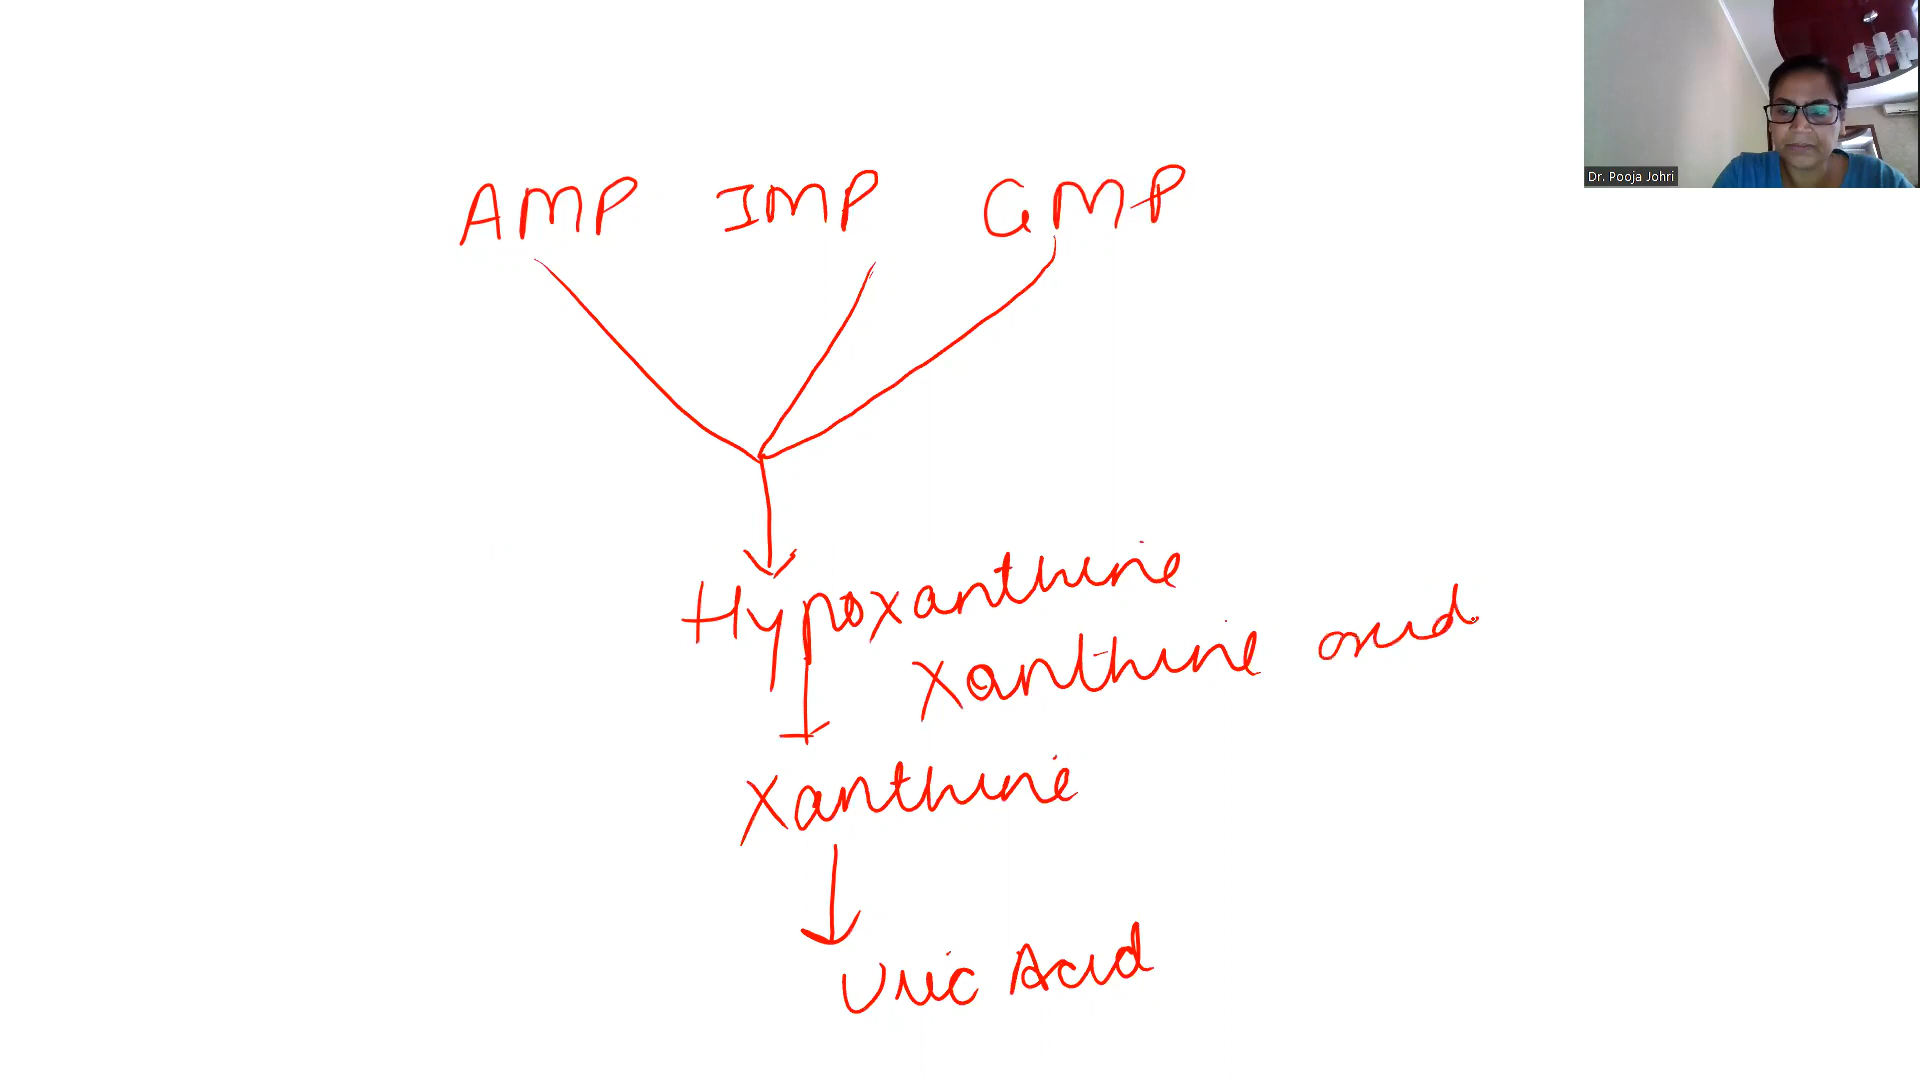 Dr. Pooja Johri
AMP IMP GMP
Hypoxanthine
Xanthine oxid
Xanthine
Uric Acid